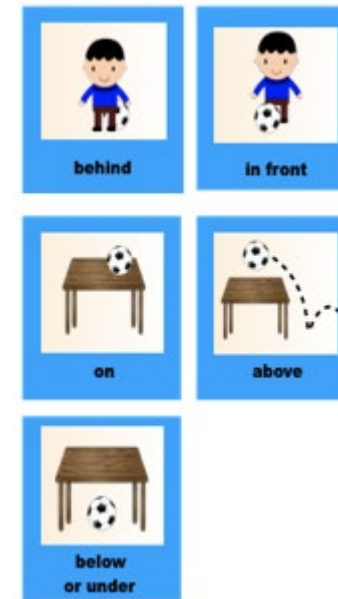 behind
in front
on
above
below
or under